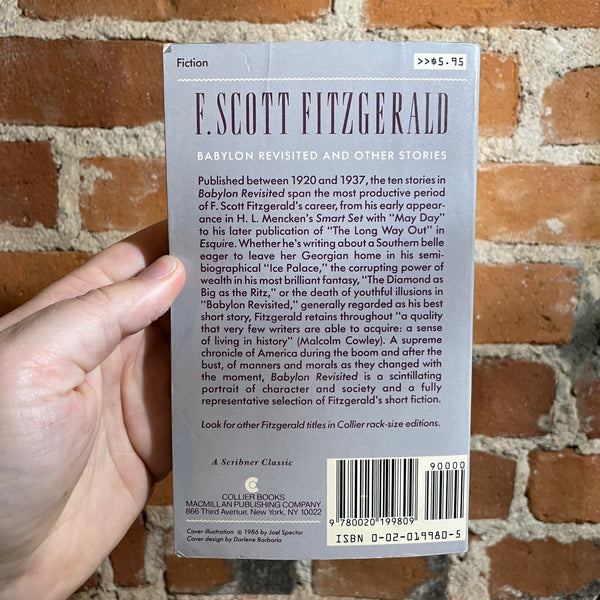 Fiction
>>$5.95
F. SCOTT FITZGERALD
BABYLON REVISITED AND OTHER STORIES
Published between 1920 and 1937, the ten stories in
Babylon Revisited span the most productive period
of F. Scott Fitzgerald's career, from his early appear-
ance in H. L. Mencken's Smart Set with "May Day"
to his later publication of "The Long Way Out" in
Esquire. Whether he's writing about a Southern belle
eager to leave her Georgian home in his semi-
biographical "Ice Palace," the corrupting power of
wealth in his most brilliant fantasy, "The Diamond as
Big as the Ritz," or the death of youthful illusions in
"Babylon Revisited," generally regarded as his best
short story, Fitzgerald retains throughout "a quality
that very few writers are able to acquire: a sense
of living in history" (Malcolm Cowley). A supreme
chronicle of America during the boom and after the
bust, of manners and morals as they changed with
the moment, Babylon Revisited is a scintillating
portrait of character and society and a fully
representative selection of Fitzgerald's short fiction.
Look for other Fitzgerald titles in Collier rack-size editions.
A Scribner Classic
COLLIER BOOKS
MACMILLAN PUBLISHING COMPANY
866 Third Avenue, New York, NY 10022
Cover illustration © 1986 by Joel Spector
Cover design by Darlene Barbaria
90000
9 780020 199809
ISBN 0-02-019980-5